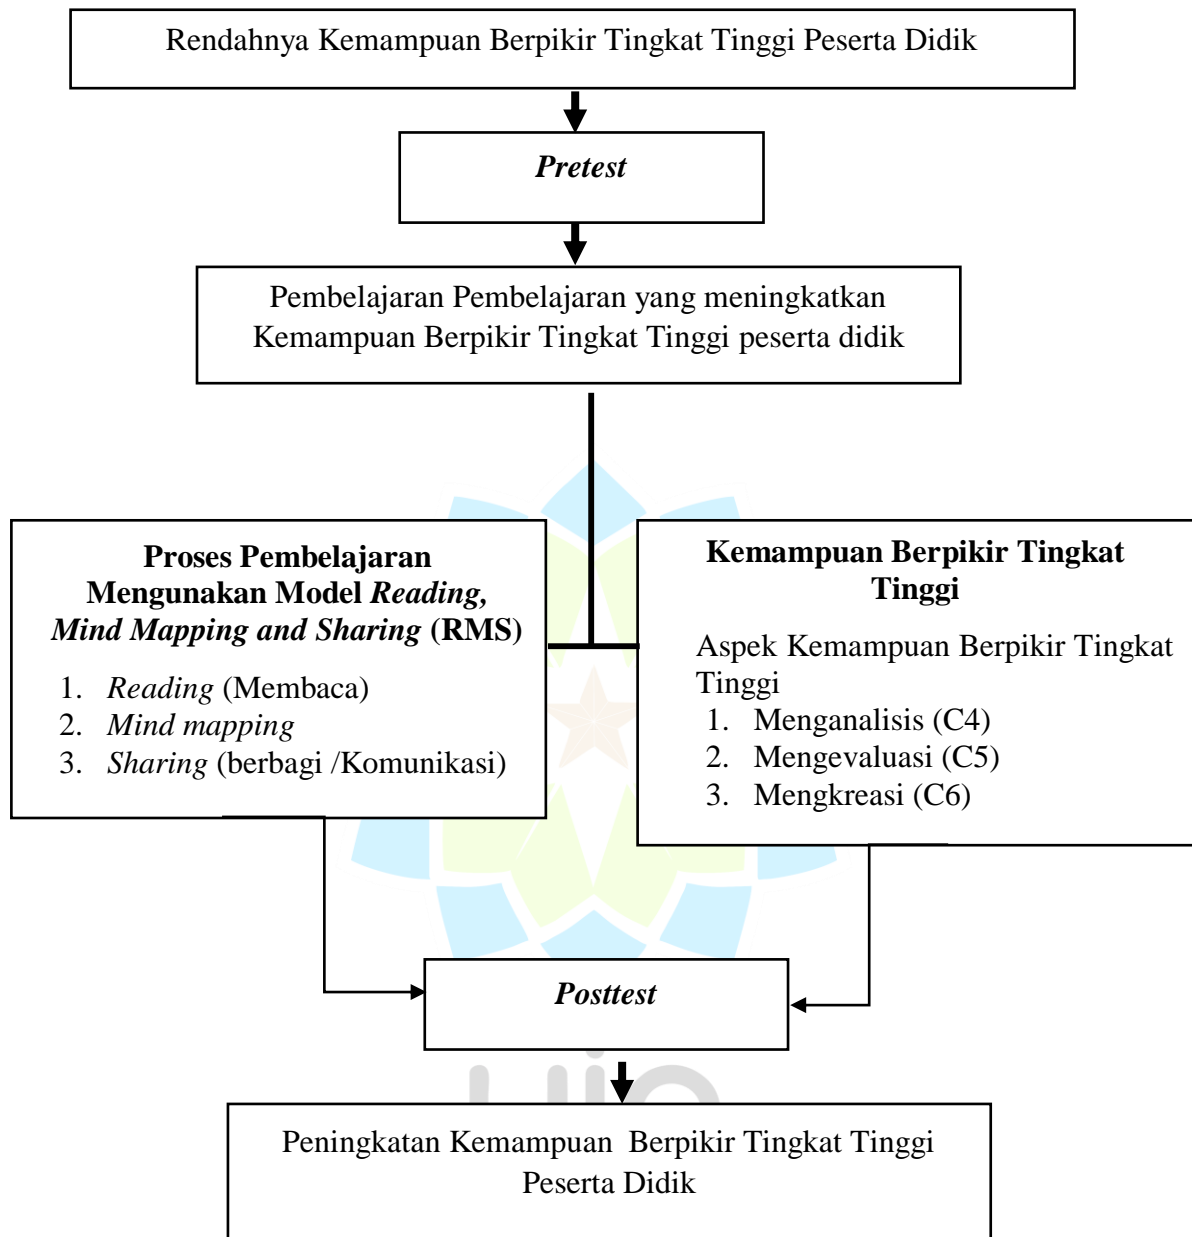 Rendahnya Kemampuan Berpikir Tingkat Tinggi Peserta Didik
Pretest
Pembelajaran Pembelajaran yang meningkatkan
Kemampuan Berpikir Tingkat Tinggi peserta didik
Proses Pembelajaran
Mengunakan Model Reading,
Mind Mapping and Sharing (RMS)
1. Reading (Membaca)
2. Mind mapping
3. Sharing (berbagi /Komunikasi)
Kemampuan Berpikir Tingkat
Tinggi
Aspek Kemampuan Berpikir Tingkat
Tinggi
1. Menganalisis (C4)
2. Mengevaluasi (C5)
3. Mengkreasi (C6)
Posttest
Peningkatan Kemampuan Berpikir Tingkat Tinggi
Peserta Didik